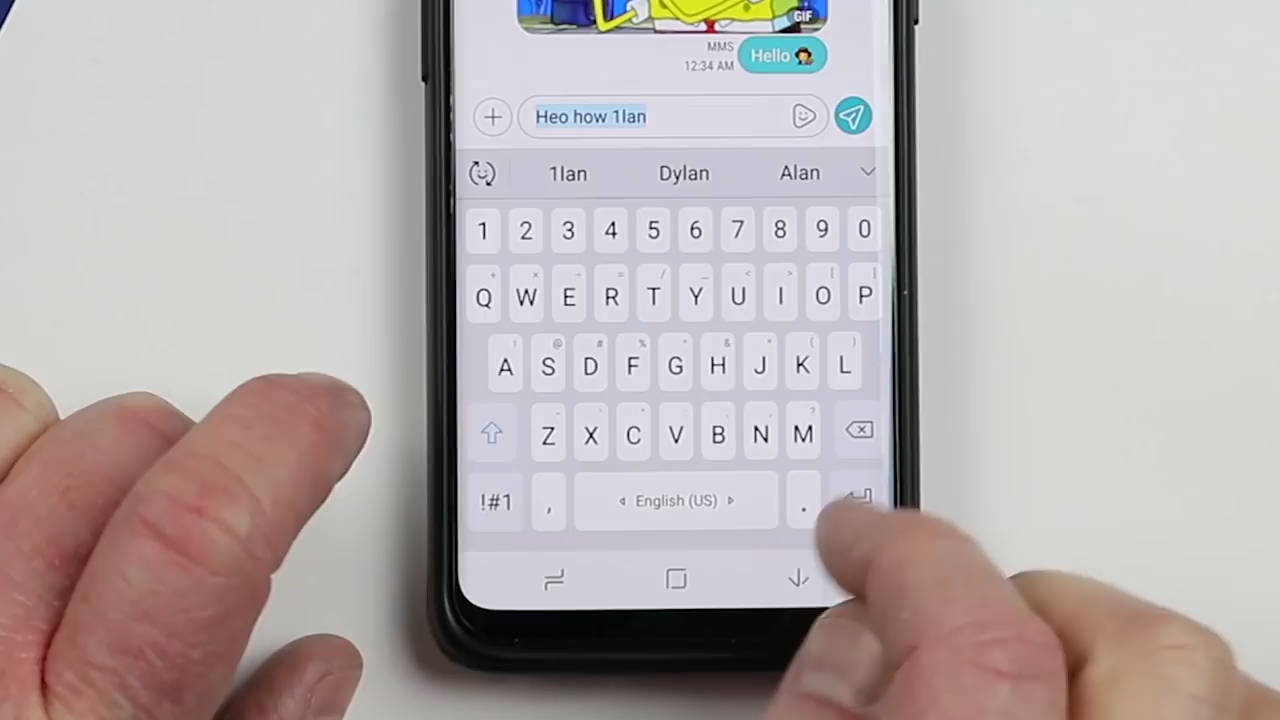 GIF
MMS
12:34 AM
Hello
Heo how 1lan
1lan Dylan Alan
1 2 3 4 5 6 7 8 9 0
Q W E R T Y U I O P
A S D F G H J K L
Z X C V B N M
!#1 , English (US) .